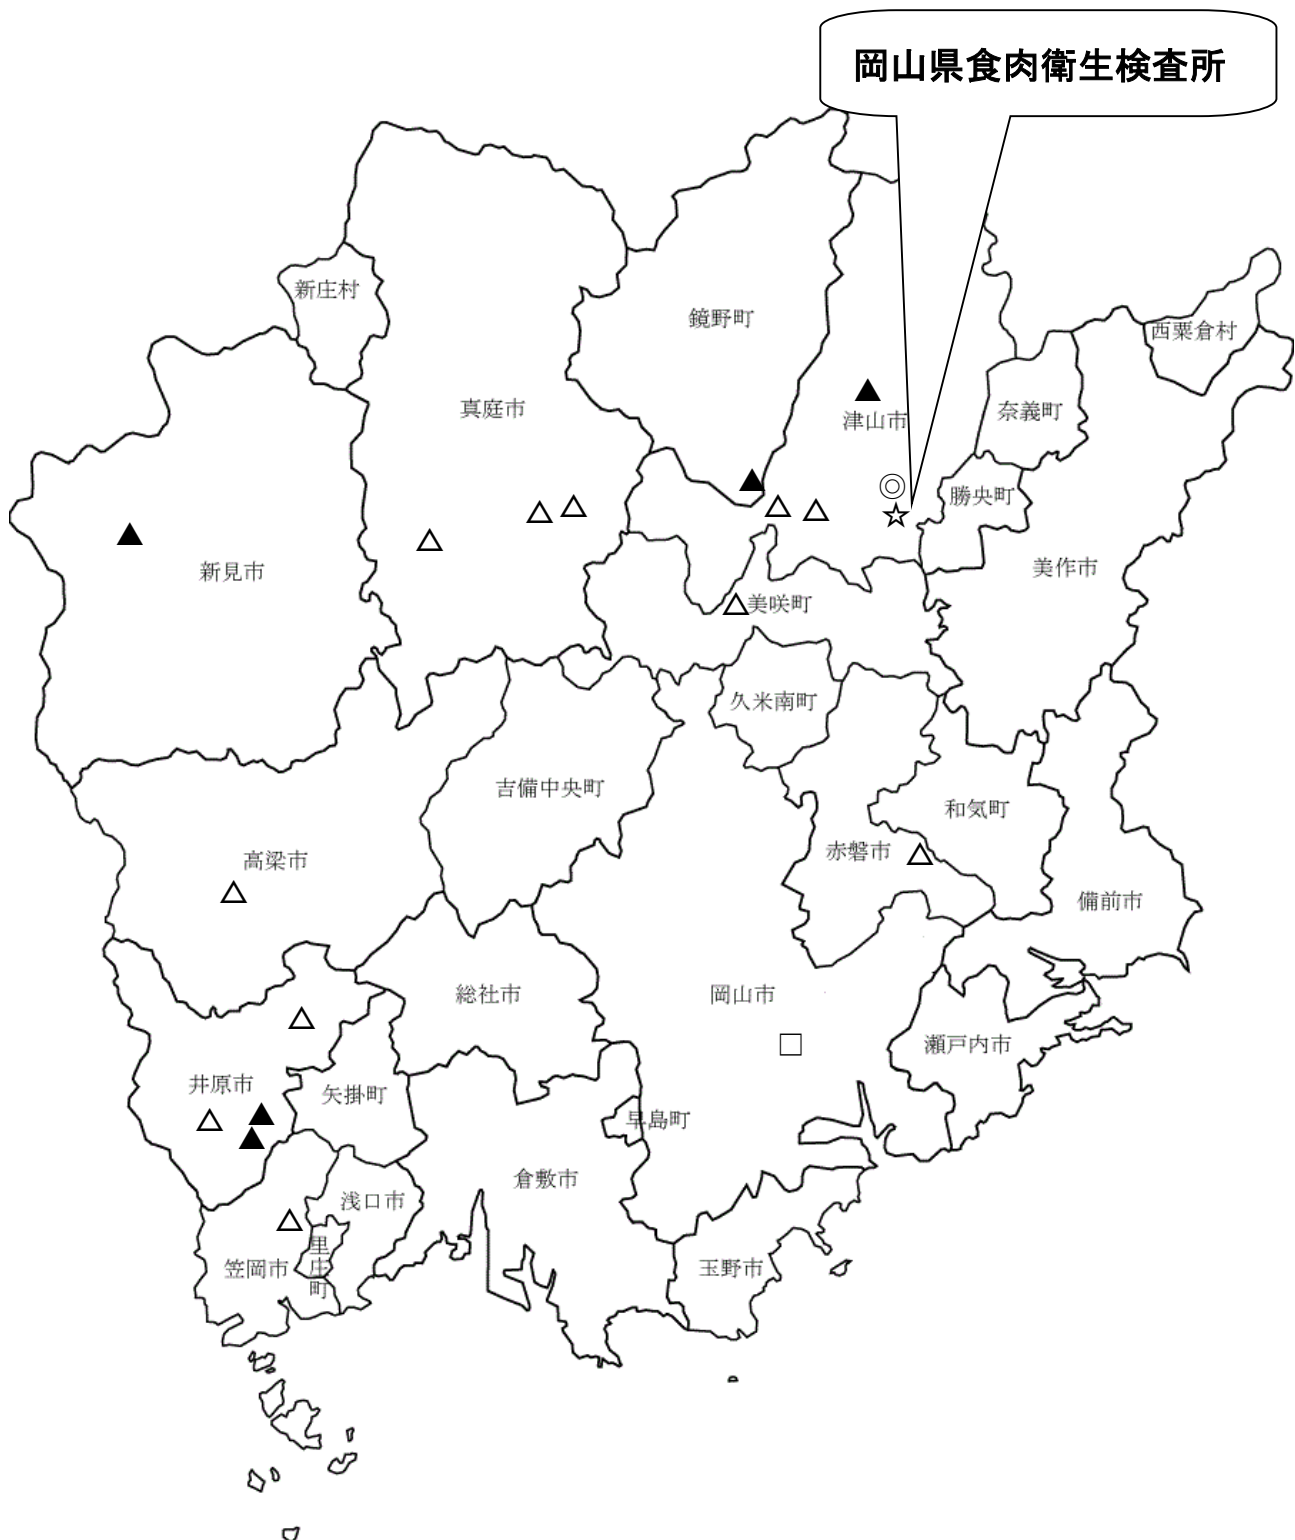 岡山県食肉衛生検査所
新庄村
鏡野町
西粟倉村
真庭市
奈義町
津山市
勝央町
新見市
美作市
美咲町
久米南町
吉備中央町
和気町
赤磐市
高梁市
備前市
総社市
岡山市
瀬戸内市
井原市
矢掛町
早島町
倉敷市
浅口市
里庄町
笠岡市
玉野市